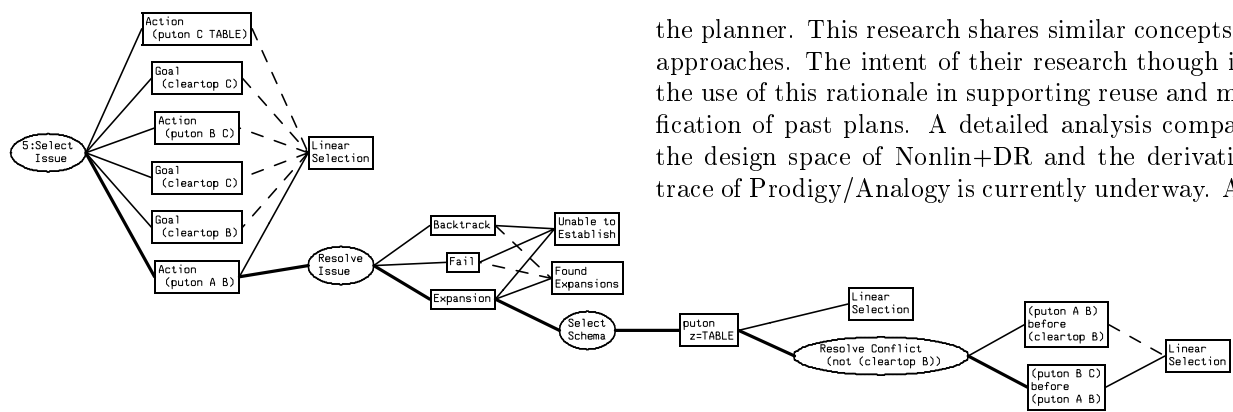 Action
(puton C TABLE)
Goal
(cleartop C)
Action
(puton B C)
Goal
(cleartop C)
Goal
(cleartop B)
Action
(puton A B)
5:Select
Issue
Linear
Selection
Resolve
Issue
Backtrack
Fail
Expansion
Unable to
Establish
Found
Expansions
Select
Schema
puton
z=TABLE
Linear
Selection
Resolve Conflict
(not (cleartop B))
(puton A B)
before
(cleartop B)
(puton B C)
before
(puton A B)
Linear
Selection
the planner. This research shares similar concepts
approaches. The intent of their research though i
the use of this rationale in supporting reuse and m
fication of past plans. A detailed analysis compa
the design space of Nonlin+DR and the derivati
trace of Prodigy/Analogy is currently underway. A